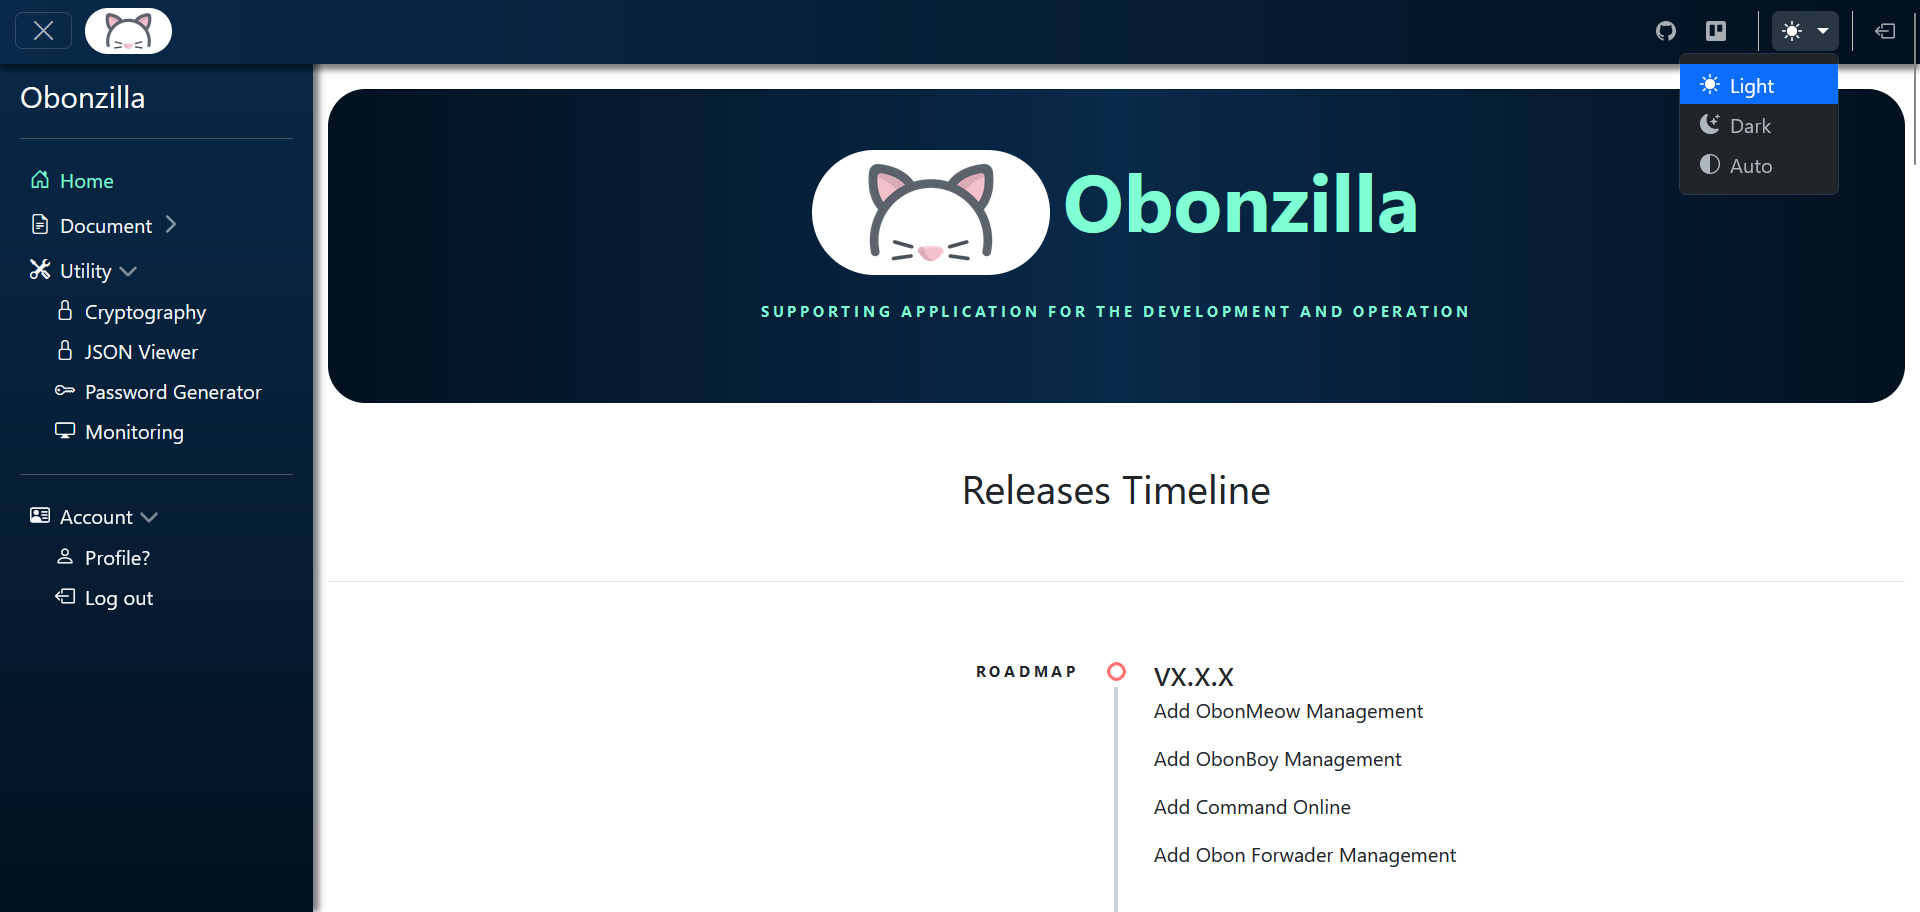 Light
Dark
Auto
Obonzilla
Home
Document
Utility
Cryptography
JSON Viewer
Password Generator
Monitoring
Account
Profile?
Log out
Obonzilla
SUPPORTING APPLICATION FOR THE DEVELOPMENT AND OPERATION
Releases Timeline
ROADMAP
VX.X.X
Add ObonMeow Management
Add ObonBoy Management
Add Command Online
Add Obon Forwader Management